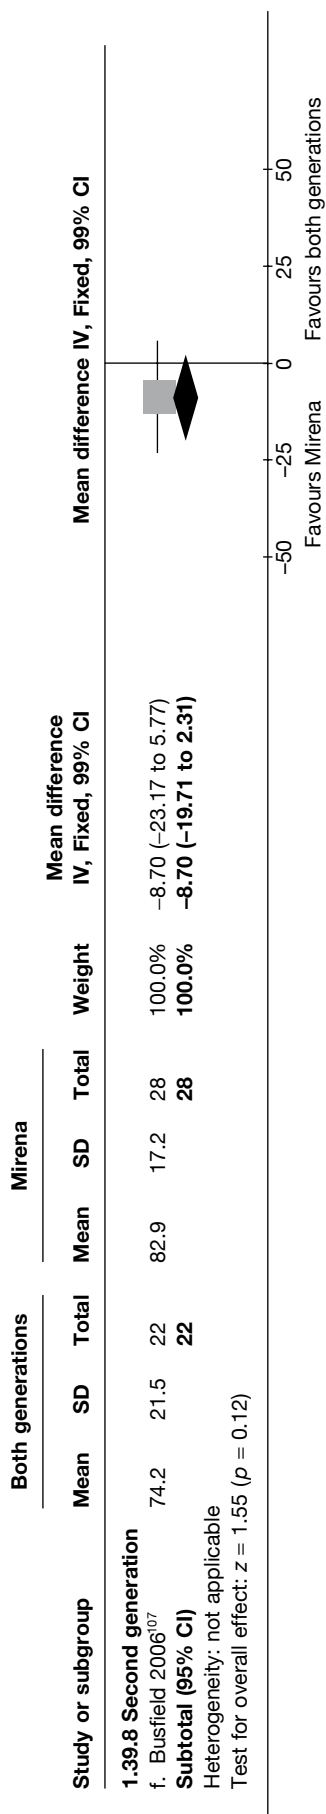 Both generations Mirena Mean difference
Study or subgroup Mean SD Total Mean SD Total Weight IV, Fixed, 99% CI Mean difference IV, Fixed, 99% CI
1.39.8 Second generation
f. Busfield 2006¹⁰⁷ 74.2 21.5 22 82.9 17.2 28 100.0% −8.70 (−23.17 to 5.77)
Subtotal (95% CI) 22 28 100.0% −8.70 (−19.71 to 2.31)
Heterogeneity: not applicable
Test for overall effect: z = 1.55 (p = 0.12)
−50 −25 0 25 50
Favours Mirena Favours both generations